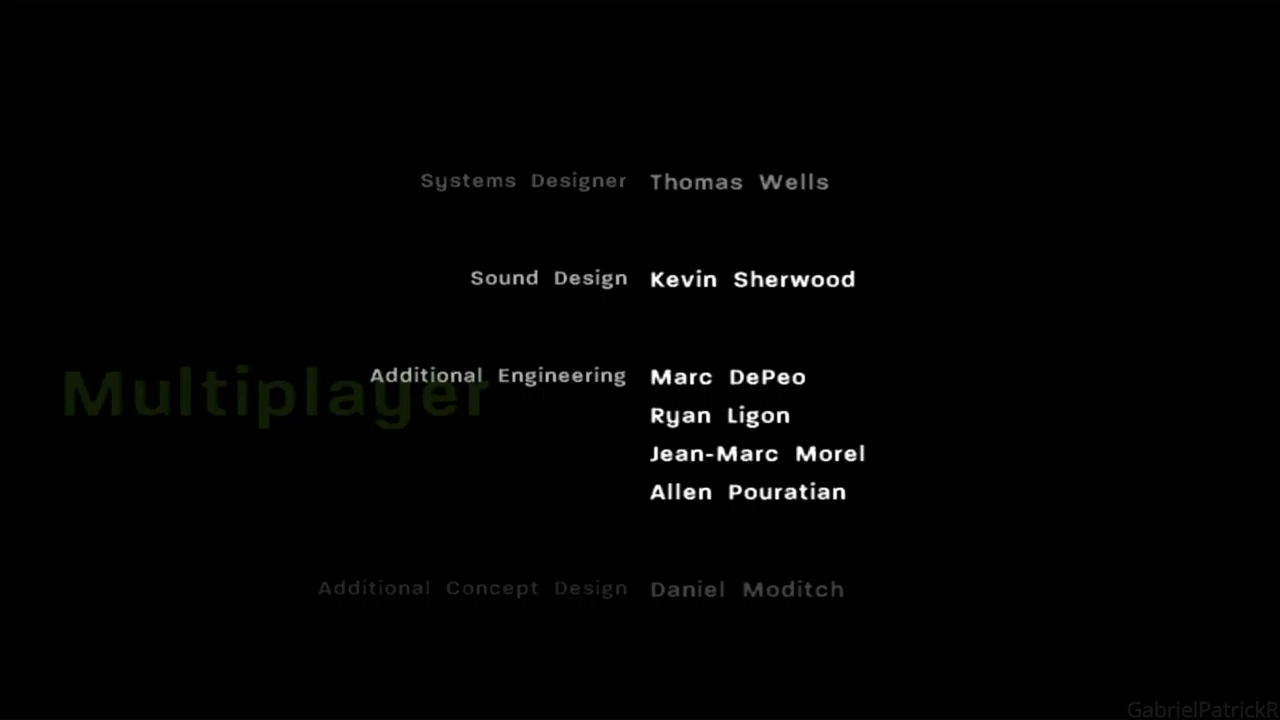 Systems Designer Thomas Wells
Sound Design Kevin Sherwood
Multiplayer
Additional Engineering Marc DePeo
Ryan Ligon
Jean-Marc Morel
Allen Pouratian
Additional Concept Design Daniel Moditch
GabrielPatrickR